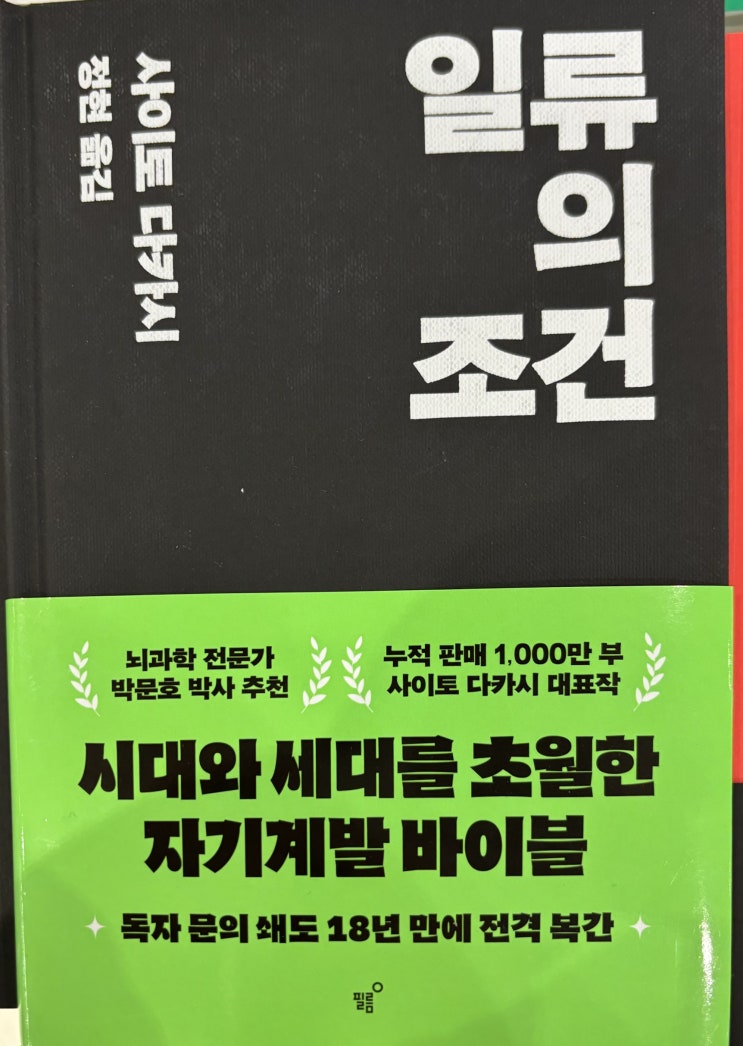 일류
의
조건
사이토 다카시
정현 옮김
뇌과학 전문가
박문호 박사 추천
누적 판매 1,000만 부
사이토 다카시 대표작
시대와 세대를 초월한
자기계발 바이블
독자 문의 쇄도 18년 만에 전격 복간
필름